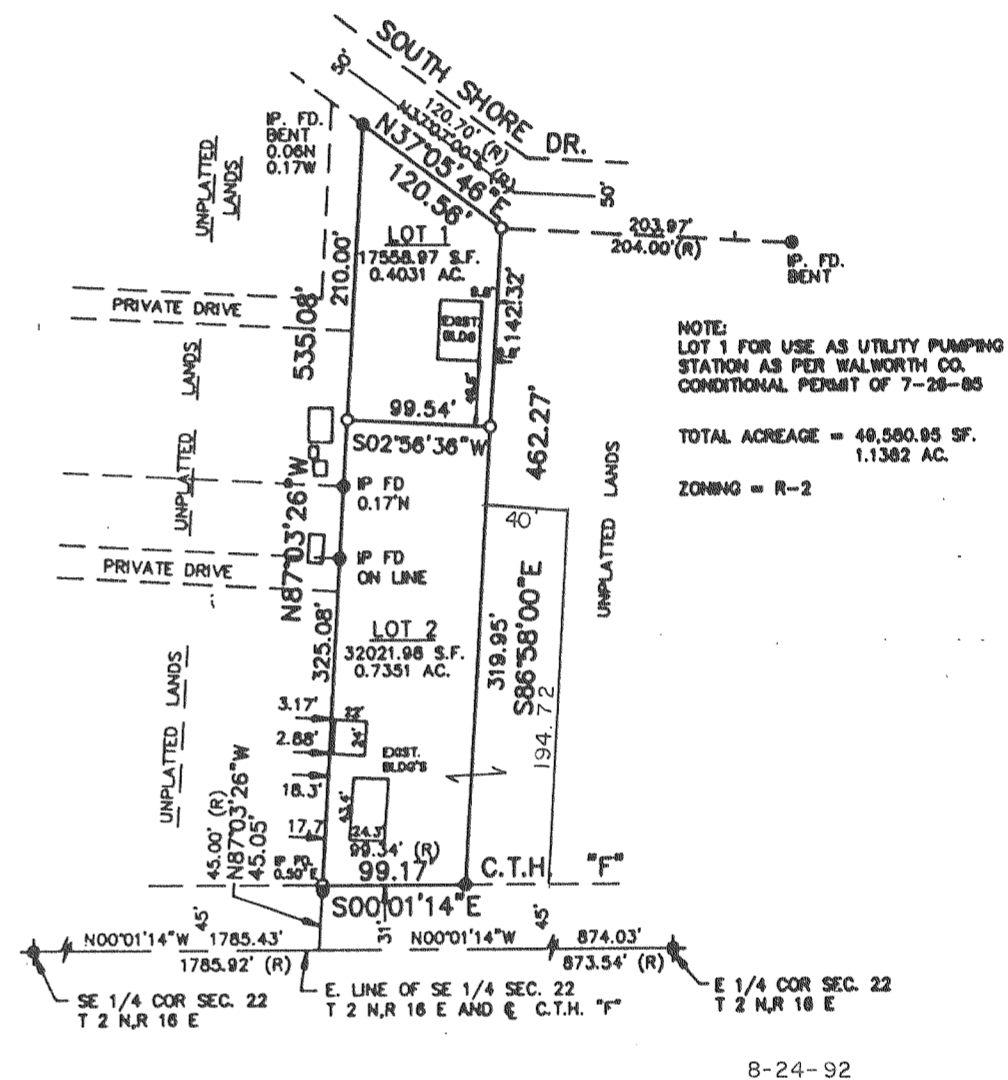 SOUTH SHORE DR.
50'
120.70' (R)
N37°05'46"E
120.56'
50'
IP. FD.
BENT
0.06N
0.17W
UNPLATTED
LANDS
203.97'
204.00'(R)
IP. FD.
BENT
LOT 1
17558.97 S.F.
0.4031 AC.
210.00'
535.08'
EXIST.
BLDG
142.32'
PRIVATE DRIVE
99.54'
S02°56'36"W
462.27'
NOTE:
LOT 1 FOR USE AS UTILITY PUMPING
STATION AS PER WALWORTH CO.
CONDITIONAL PERMIT OF 7-26-85
TOTAL ACREAGE = 49,580.95 SF.
1.1382 AC.
ZONING = R-2
UNPLATTED LANDS
IP FD
0.17'N
40'
N87°03'26"W
IP FD
ON LINE
PRIVATE DRIVE
UNPLATTED LANDS
325.08'
LOT 2
32021.98 S.F.
0.7351 AC.
319.95'
S86°58'00"E
194.72
UNPLATTED LANDS
3.17'
22'
24'
2.88'
EXIST.
BLDG'S
18.3'
43.4'
24.3'
17.7'
45.00' (R)
N87°03'26"W
45.05'
IP. FD.
0.50'E
99.34' (R)
99.17'
C.T.H. "F"
S00°01'14"E
45'
31'
45'
N00°01'14"W 1785.43'
1785.92' (R)
N00°01'14"W 874.03'
873.54' (R)
SE 1/4 COR SEC. 22
T 2 N,R 16 E
E. LINE OF SE 1/4 SEC. 22
T 2 N,R 16 E AND ℄ C.T.H. "F"
E 1/4 COR SEC. 22
T 2 N,R 16 E
8-24-92